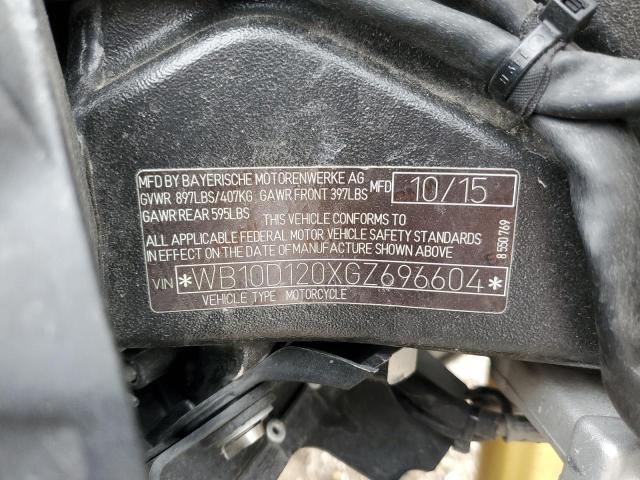 MFD BY BAYERISCHE MOTORENWERKE AG
GVWR 897LBS/407KG GAWR FRONT 397LBS MFD 10/15
GAWR REAR 595LBS THIS VEHICLE CONFORMS TO
ALL APPLICABLE FEDERAL MOTOR VEHICLE SAFETY STANDARDS
IN EFFECT ON THE DATE OF MANUFACTURE SHOWN ABOVE
8 550 769
VIN *WB10D120XGZ696604*
VEHICLE TYPE MOTORCYCLE